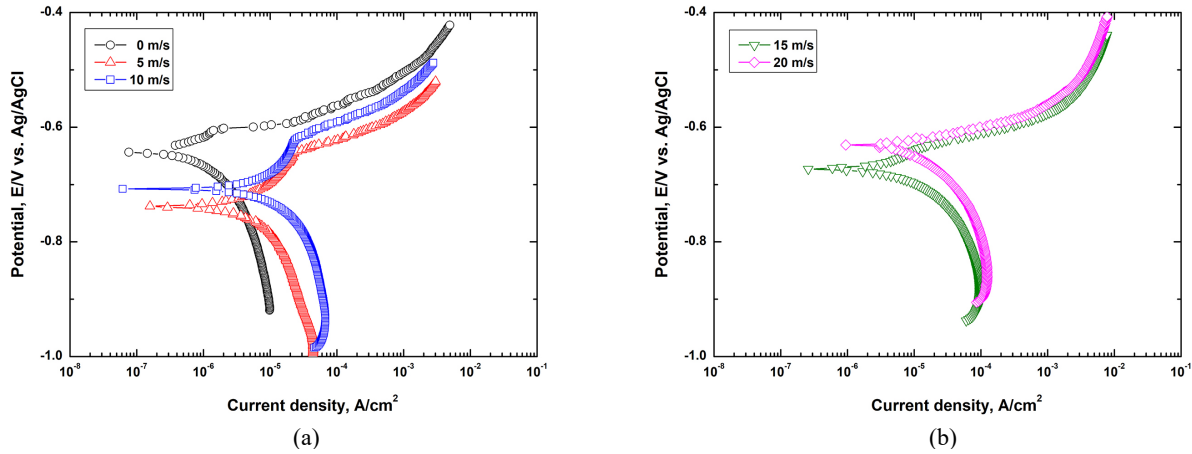 -0.4
-0.6
-0.8
-1.0
Potential, E/V vs. Ag/AgCl
0 m/s
5 m/s
10 m/s
10⁻⁸ 10⁻⁷ 10⁻⁶ 10⁻⁵ 10⁻⁴ 10⁻³ 10⁻² 10⁻¹
Current density, A/cm²
(a)
-0.4
-0.6
-0.8
-1.0
Potential, E/V vs. Ag/AgCl
15 m/s
20 m/s
10⁻⁸ 10⁻⁷ 10⁻⁶ 10⁻⁵ 10⁻⁴ 10⁻³ 10⁻² 10⁻¹
Current density, A/cm²
(b)